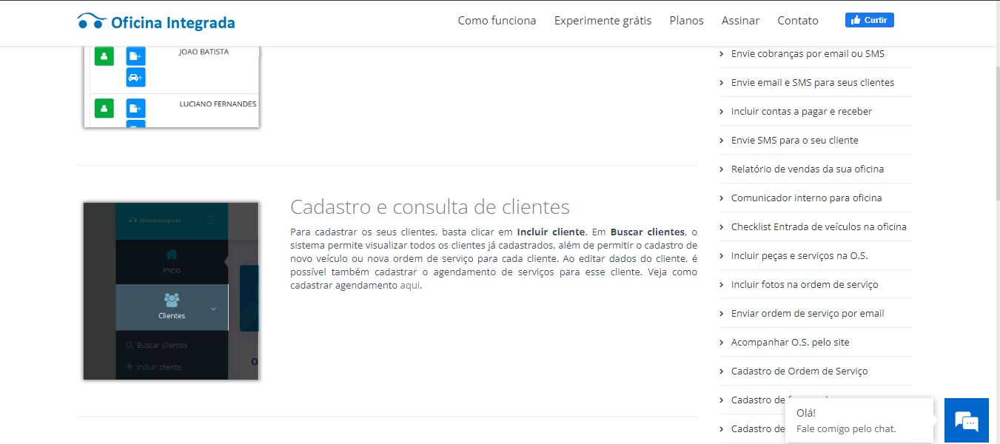 Oficina Integrada
Como funciona
Experimente grátis
Planos
Assinar
Contato
Curtir
JOAO BATISTA
LUCIANO FERNANDES
Oficina Integrada
Inicio
Clientes
Buscar clientes
Incluir cliente
O
Cadastro e consulta de clientes
Para cadastrar os seus clientes, basta clicar em Incluir cliente. Em Buscar clientes, o
sistema permite visualizar todos os clientes já cadastrados, além de permitir o cadastro de
novo veículo ou nova ordem de serviço para cada cliente. Ao editar dados do cliente, é
possível também cadastrar o agendamento de serviços para esse cliente. Veja como
cadastrar agendamento aqui.
Envie cobranças por email ou SMS
Envie email e SMS para seus clientes
Incluir contas a pagar e receber
Envie SMS para o seu cliente
Relatório de vendas da sua oficina
Comunicador interno para oficina
Checklist Entrada de veículos na oficina
Incluir peças e serviços na O.S.
Incluir fotos na ordem de serviço
Enviar ordem de serviço por email
Acompanhar O.S. pelo site
Cadastro de Ordem de Serviço
Cadastro de
Cadastro de
Olá!
Fale comigo pelo chat.